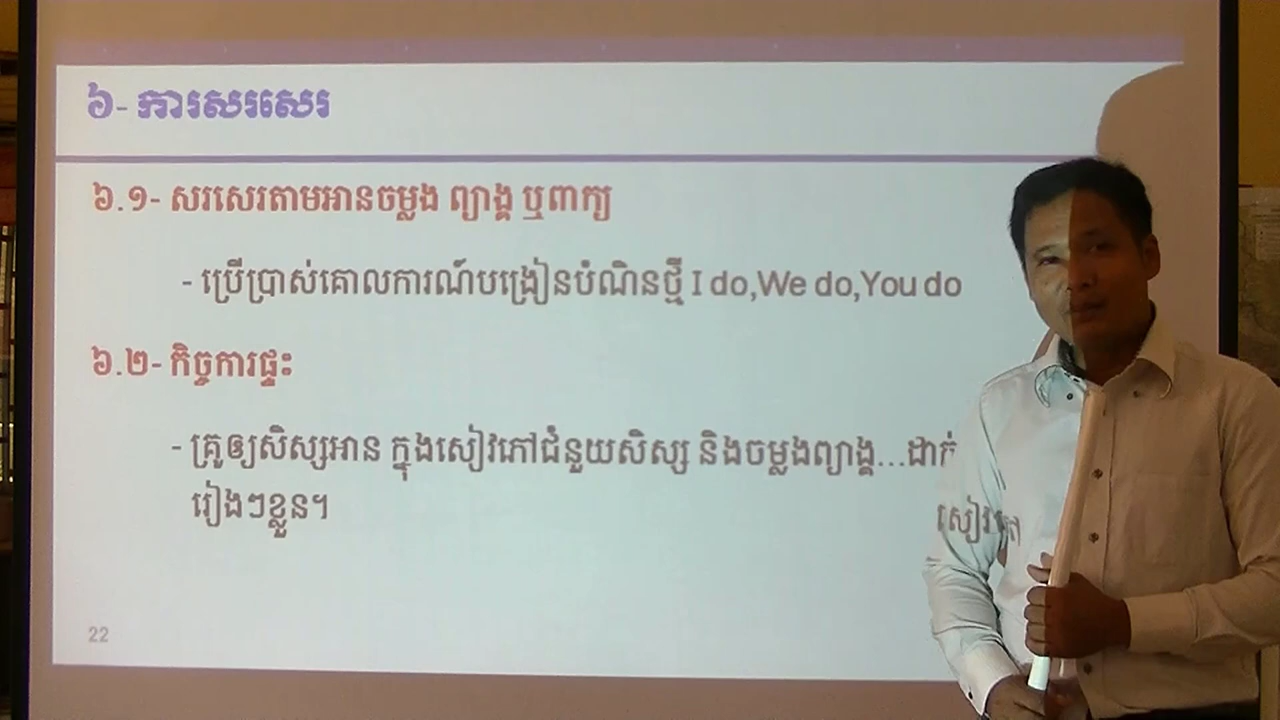 ៦- ការសរសេរ
៦.១- សរសេរតាមអានចម្លង ព្យាង្គ ឬពាក្យ
- ប្រើប្រាស់គោលការណ៍បង្រៀនបំណិនថ្មី I do,We do,You do
៦.២- កិច្ចការផ្ទះ
- គ្រូឲ្យសិស្សអាន ក្នុងសៀវភៅជំនួយសិស្ស និងចម្លងព្យាង្គ...ដាក់
សៀវភៅ
រៀងៗខ្លួន។
22